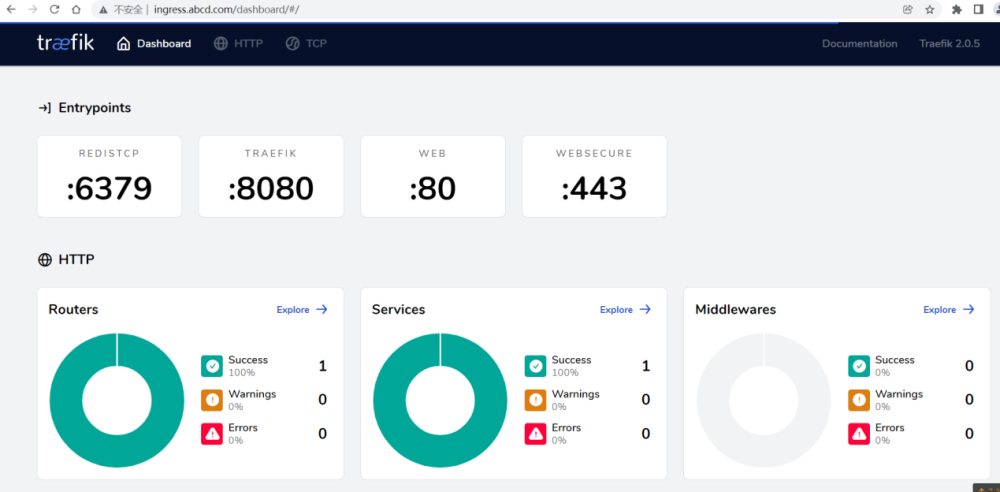 不安全 | ingress.abcd.com/dashboard/#/
træfik Dashboard HTTP TCP Documentation Traefik 2.0.5
Entrypoints
REDISTCP TRAEFIK WEB WEBSECURE
:6379 :8080 :80 :443
HTTP
Routers Explore Services Explore Middlewares Explore
Success 1 Success 1 Success 0
100% 100% 0%
Warnings 0 Warnings 0 Warnings 0
0% 0% 0%
Errors 0 Errors 0 Errors 0
0% 0% 0%